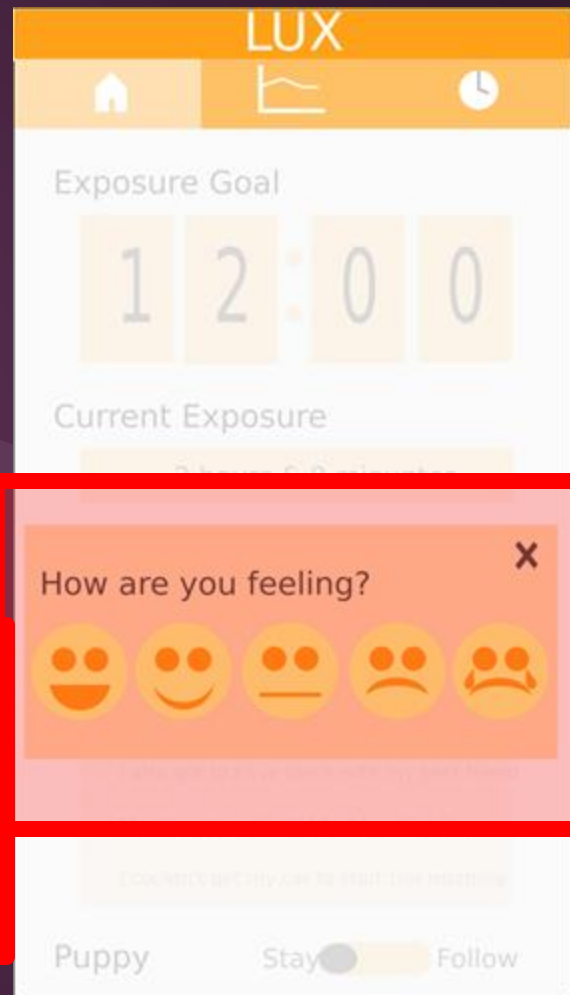 LUX
Exposure Goal
12:00
Current Exposure
X
How are you feeling?
Puppy
Stay
Follow